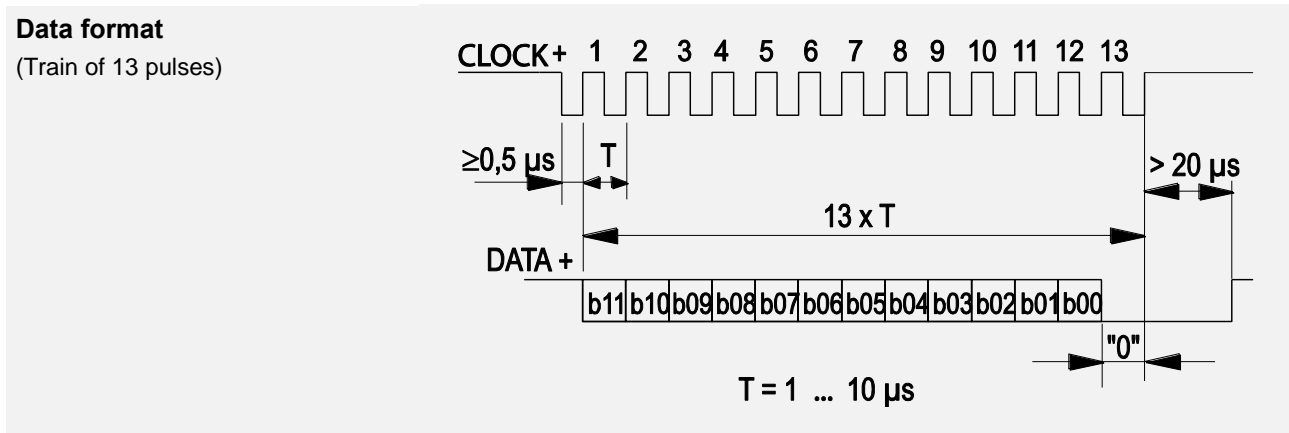 Data format
(Train of 13 pulses)
CLOCK+ 1 2 3 4 5 6 7 8 9 10 11 12 13
≥0,5 µs T > 20 µs
13 x T
DATA +
b11 b10 b09 b08 b07 b06 b05 b04 b03 b02 b01 b00
"0"
T = 1 ... 10 µs